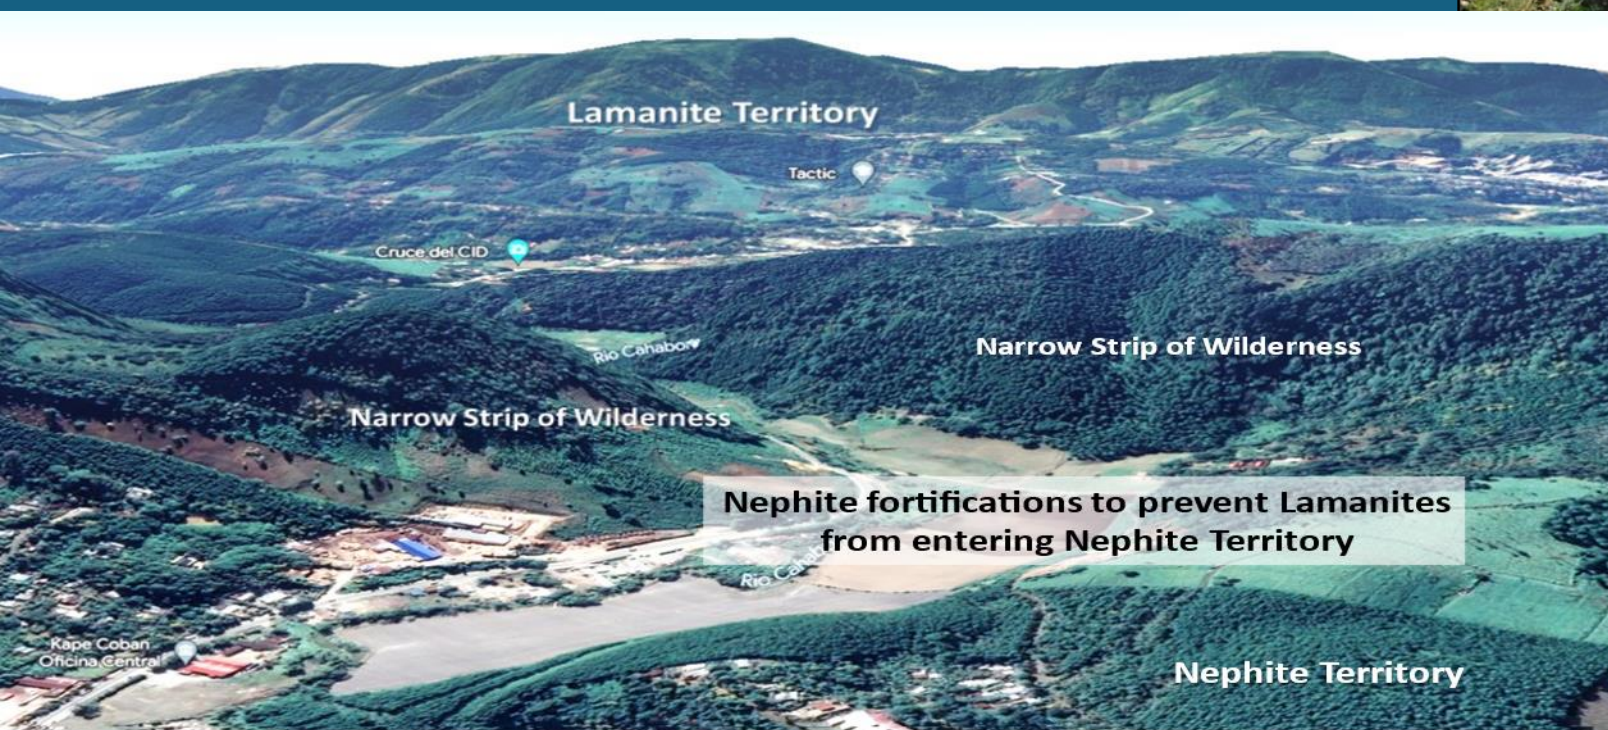 Lamanite Territory
Tactic
Cruce del CID
Rio Cahabon
Narrow Strip of Wilderness
Narrow Strip of Wilderness
Nephite fortifications to prevent Lamanites
from entering Nephite Territory
Rio
Kape Coban
Oficina Central
Nephite Territory